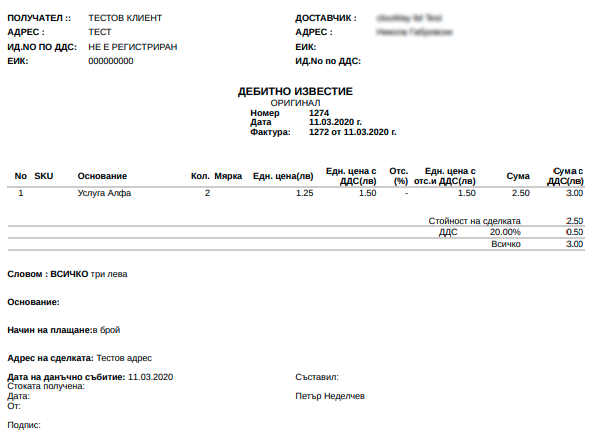 ПОЛУЧАТЕЛ :: ТЕСТОВ КЛИЕНТ
АДРЕС : ТЕСТ
ИД.NO ПО ДДС: НЕ Е РЕГИСТРИРАН
ЕИК: 000000000
ДОСТАВЧИК :
АДРЕС :
ЕИК:
ИД.No по ДДС:
ДЕБИТНО ИЗВЕСТИЕ
ОРИГИНАЛ
Номер 1274
Дата 11.03.2020 г.
Фактура: 1272 от 11.03.2020 г.
No SKU Основание Кол. Мярка Едн. цена(лв) Едн. цена с ДДС(лв) Отс. (%) Едн. цена с отс.и ДДС(лв) Сума Сума с ДДС(лв)
1 Услуга Алфа 2 1.25 1.50 - 1.50 2.50 3.00
Стойност на сделката 2.50
ДДС 20.00% 0.50
Всичко 3.00
Словом : ВСИЧКО три лева
Основание:
Начин на плащане:в брой
Адрес на сделката: Тестов адрес
Дата на данъчно събитие: 11.03.2020
Стоката получена:
Дата:
От:
Подпис:
Съставил:
Петър Неделчев